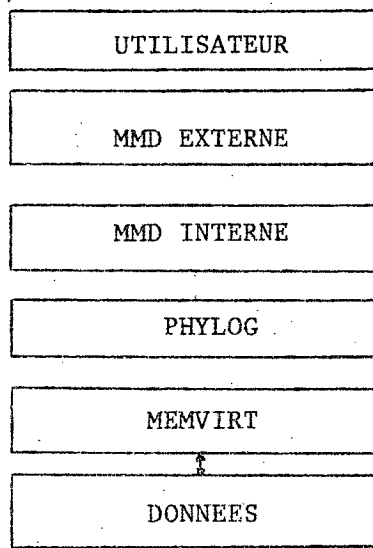 UTILISATEUR
MMD EXTERNE
MMD INTERNE
PHYLOG
MEMVIRT
DONNEES